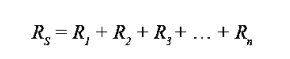 R_S = R_1 + R_2 + R_3 + ... + R_n